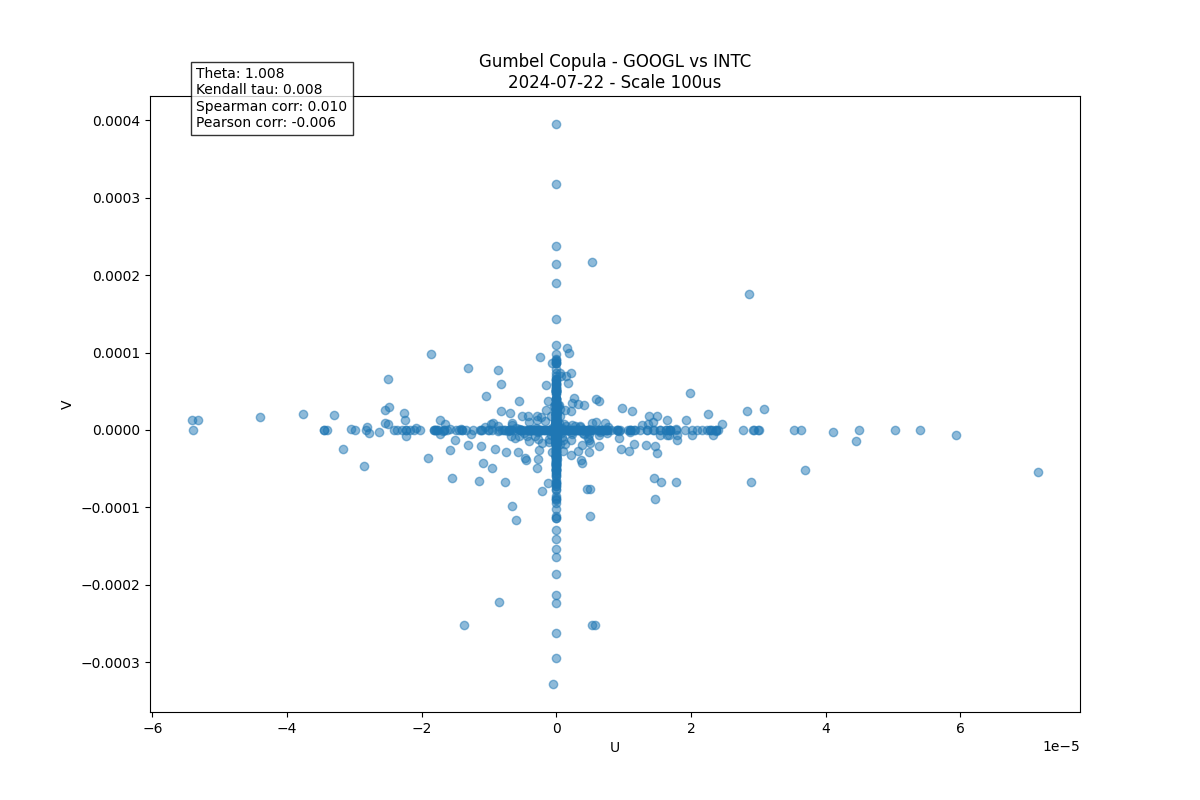 Gumbel Copula - GOOGL vs INTC
2024-07-22 - Scale 100us
Theta: 1.008
Kendall tau: 0.008
Spearman corr: 0.010
Pearson corr: -0.006
V
0.0004
0.0003
0.0002
0.0001
0.0000
−0.0001
−0.0002
−0.0003
−6
−4
−2
0
2
4
6
1e−5
U